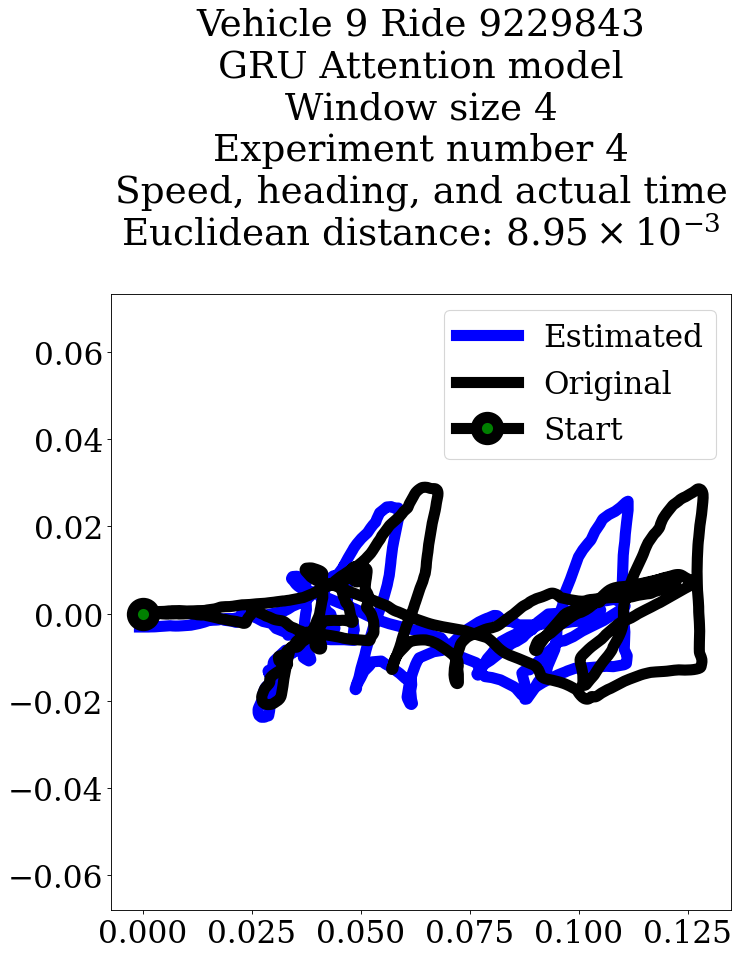 Vehicle 9 Ride 9229843
GRU Attention model
Window size 4
Experiment number 4
Speed, heading, and actual time
Euclidean distance: 8.95 × 10⁻³
Estimated
Original
Start
0.06
0.04
0.02
0.00
−0.02
−0.04
−0.06
0.000 0.025 0.050 0.075 0.100 0.125